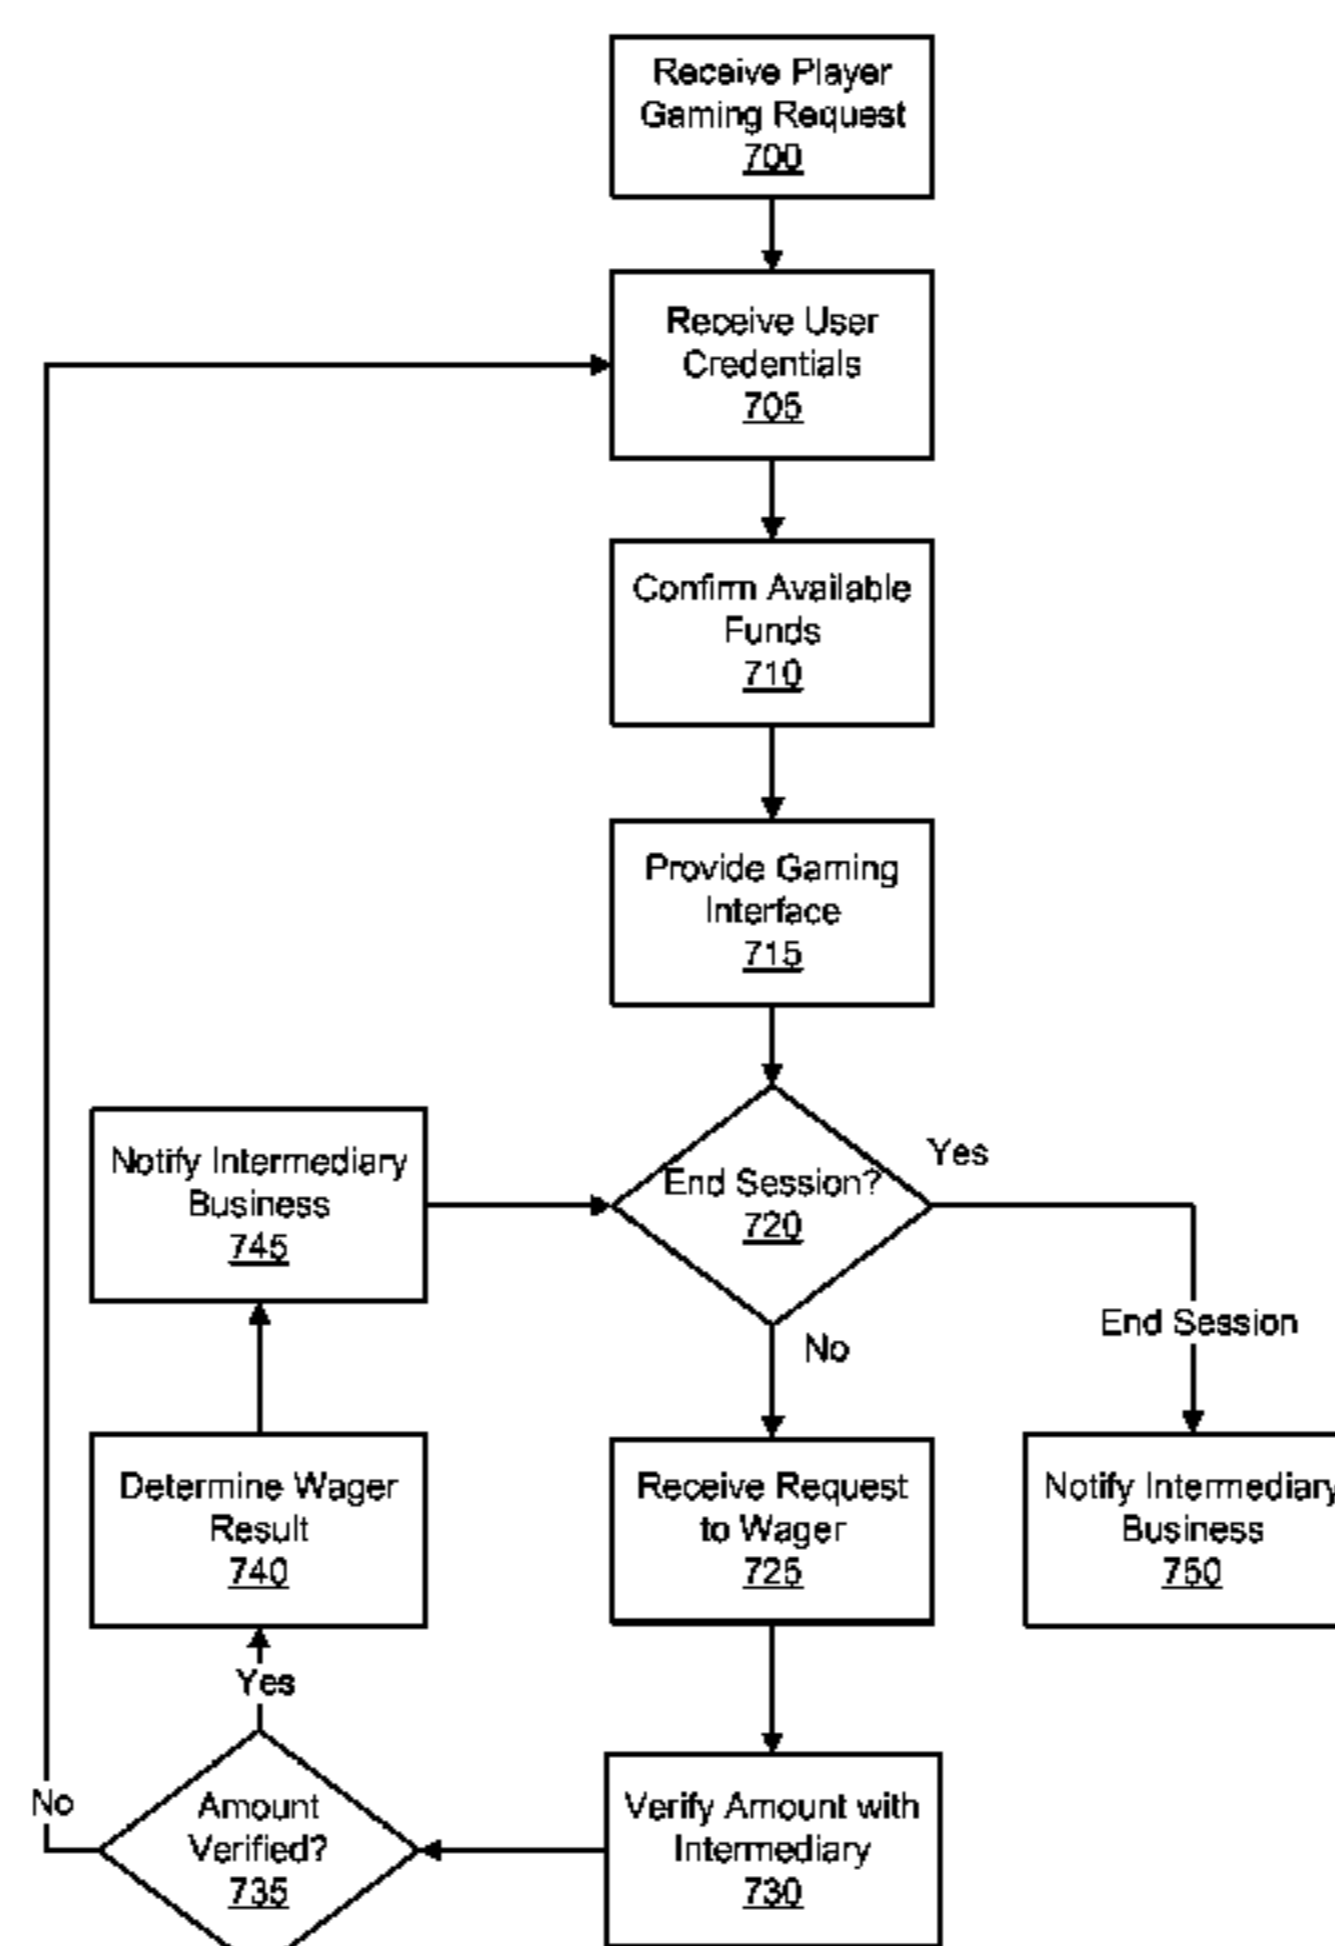 Receive Player
Gaming Request
700
Receive User
Credentials
705
Confirm Available
Funds
710
Provide Gaming
Interface
715
End Session?
720
Yes
No
End Session
Notify Intermediary
Business
745
Determine Wager
Result
740
Receive Request
to Wager
725
Notify Intermediary
Business
750
Yes
No
Amount
Verified?
735
Verify Amount with
Intermediary
730